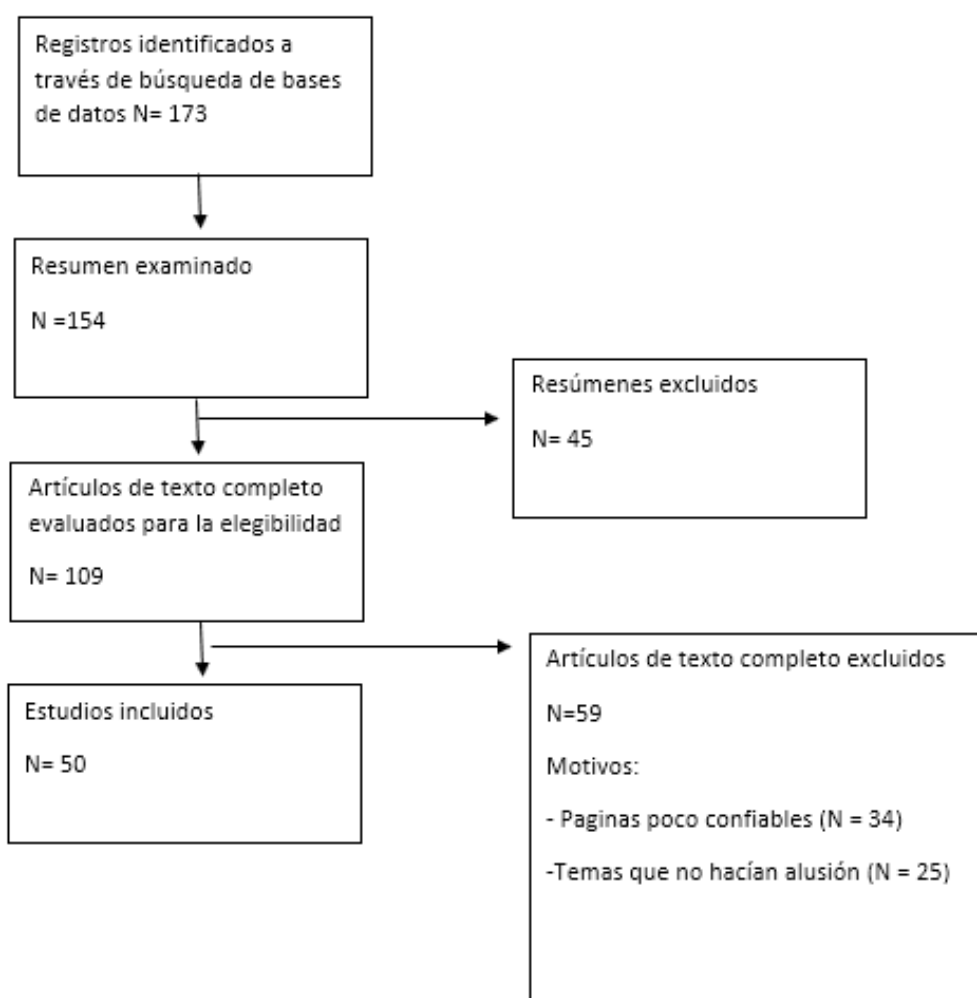 Registros identificados a
través de búsqueda de bases
de datos N= 173
Resumen examinado
N =154
Resúmenes excluidos
N= 45
Artículos de texto completo
evaluados para la elegibilidad
N= 109
Artículos de texto completo excluidos
N=59
Motivos:
- Paginas poco confiables (N = 34)
-Temas que no hacían alusión (N = 25)
Estudios incluidos
N= 50